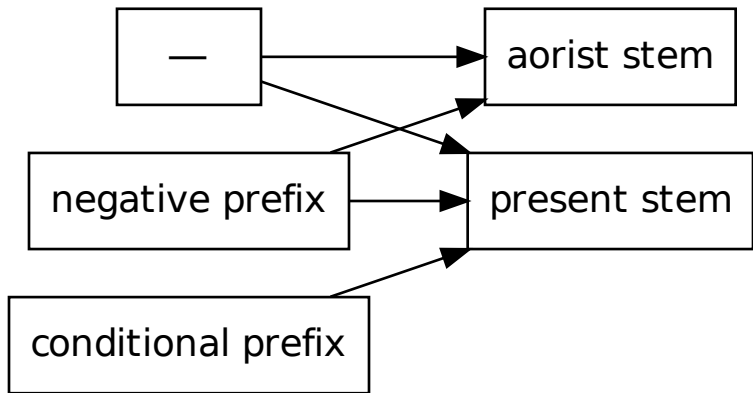 —
aorist stem
negative prefix
present stem
conditional prefix